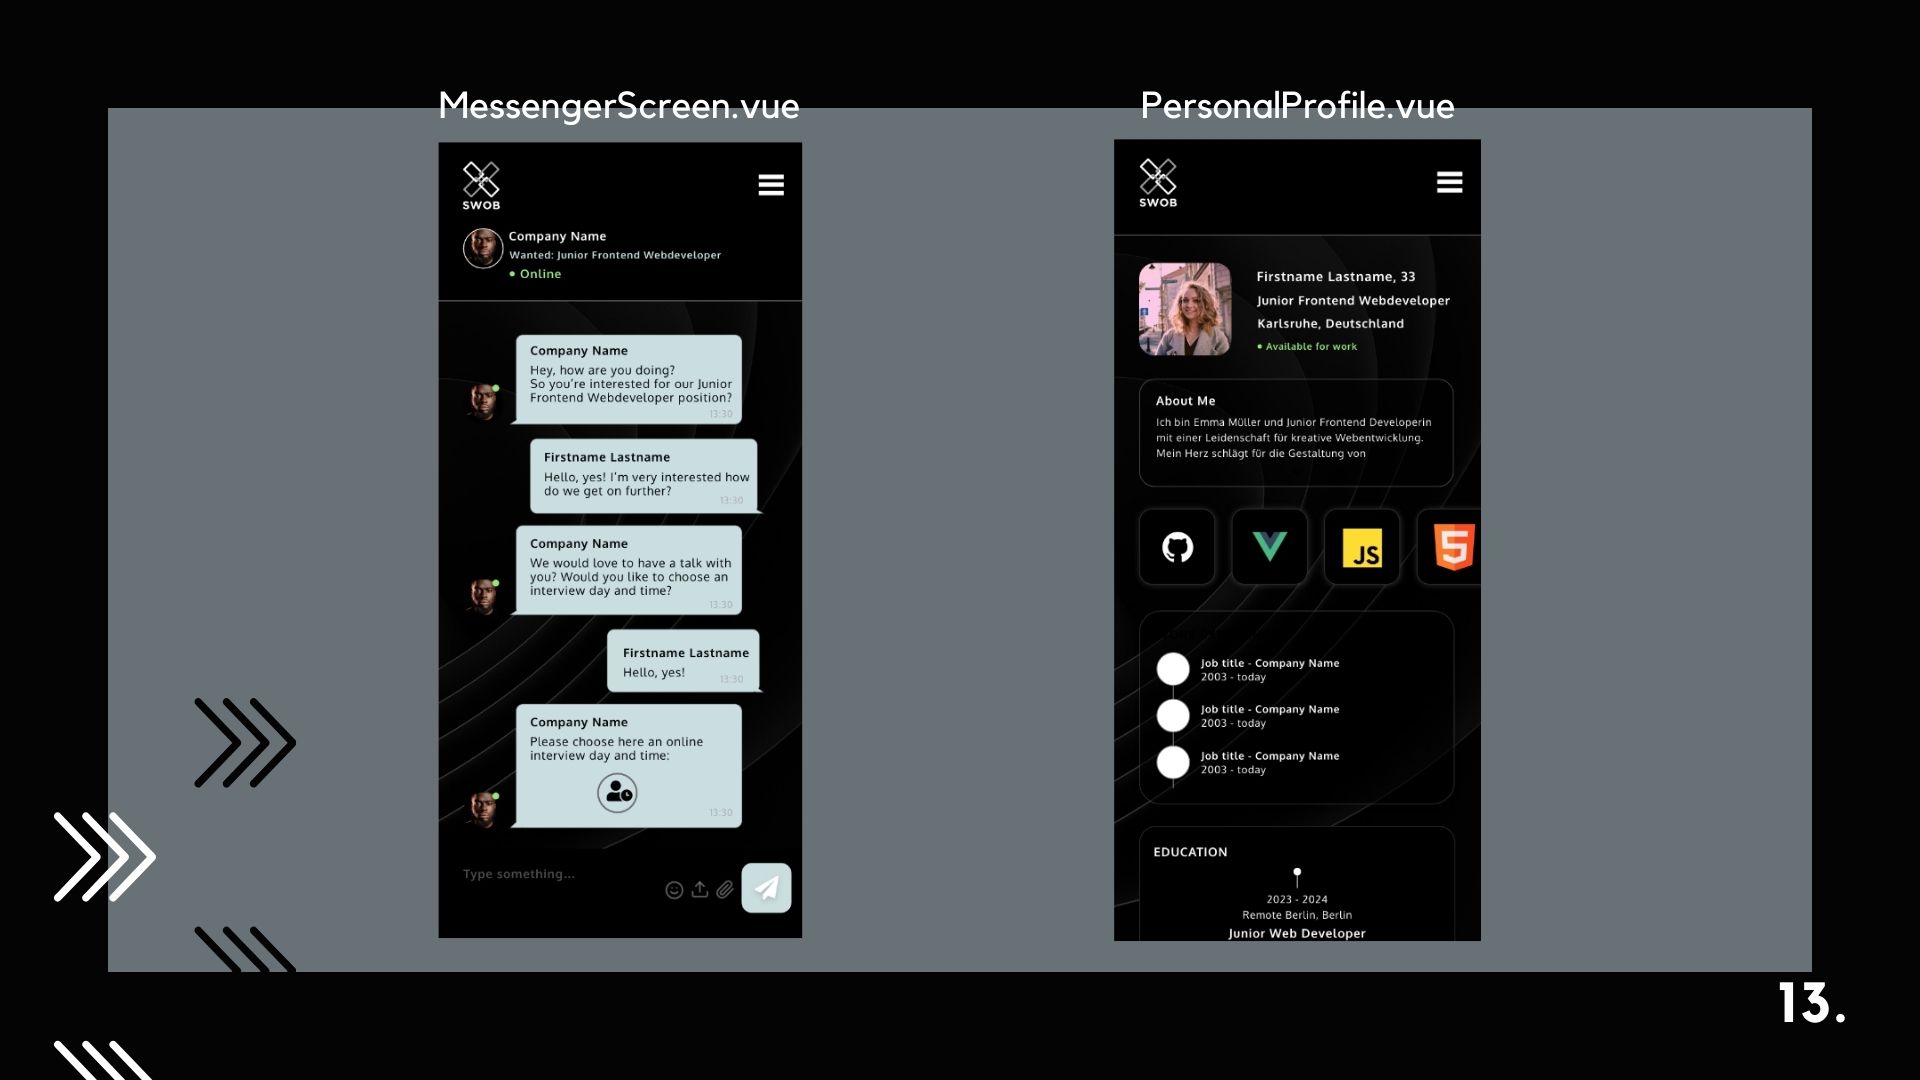 MessengerScreen.vue
SWOB
Company Name
Wanted: Junior Frontend Webdeveloper
Online
Company Name
Hey, how are you doing?
So you're interested for our Junior
Frontend Webdeveloper position?
13:30
Firstname Lastname
Hello, yes! I'm very interested how
do we get on further?
13:30
Company Name
We would love to have a talk with
you? Would you like to choose an
interview day and time?
13:30
Firstname Lastname
Hello, yes!
13:30
Company Name
Please choose here an online
interview day and time:
13:30
Type something...
PersonalProfile.vue
SWOB
Firstname Lastname, 33
Junior Frontend Webdeveloper
Karlsruhe, Deutschland
Available for work
About Me
Ich bin Emma Müller und Junior Frontend Developerin
mit einer Leidenschaft für kreative Webentwicklung.
Mein Herz schlägt für die Gestaltung von
JS
5
Job title - Company Name
2003 - today
Job title - Company Name
2003 - today
Job title - Company Name
2003 - today
EDUCATION
2023 - 2024
Remote Berlin, Berlin
Junior Web Developer
13.